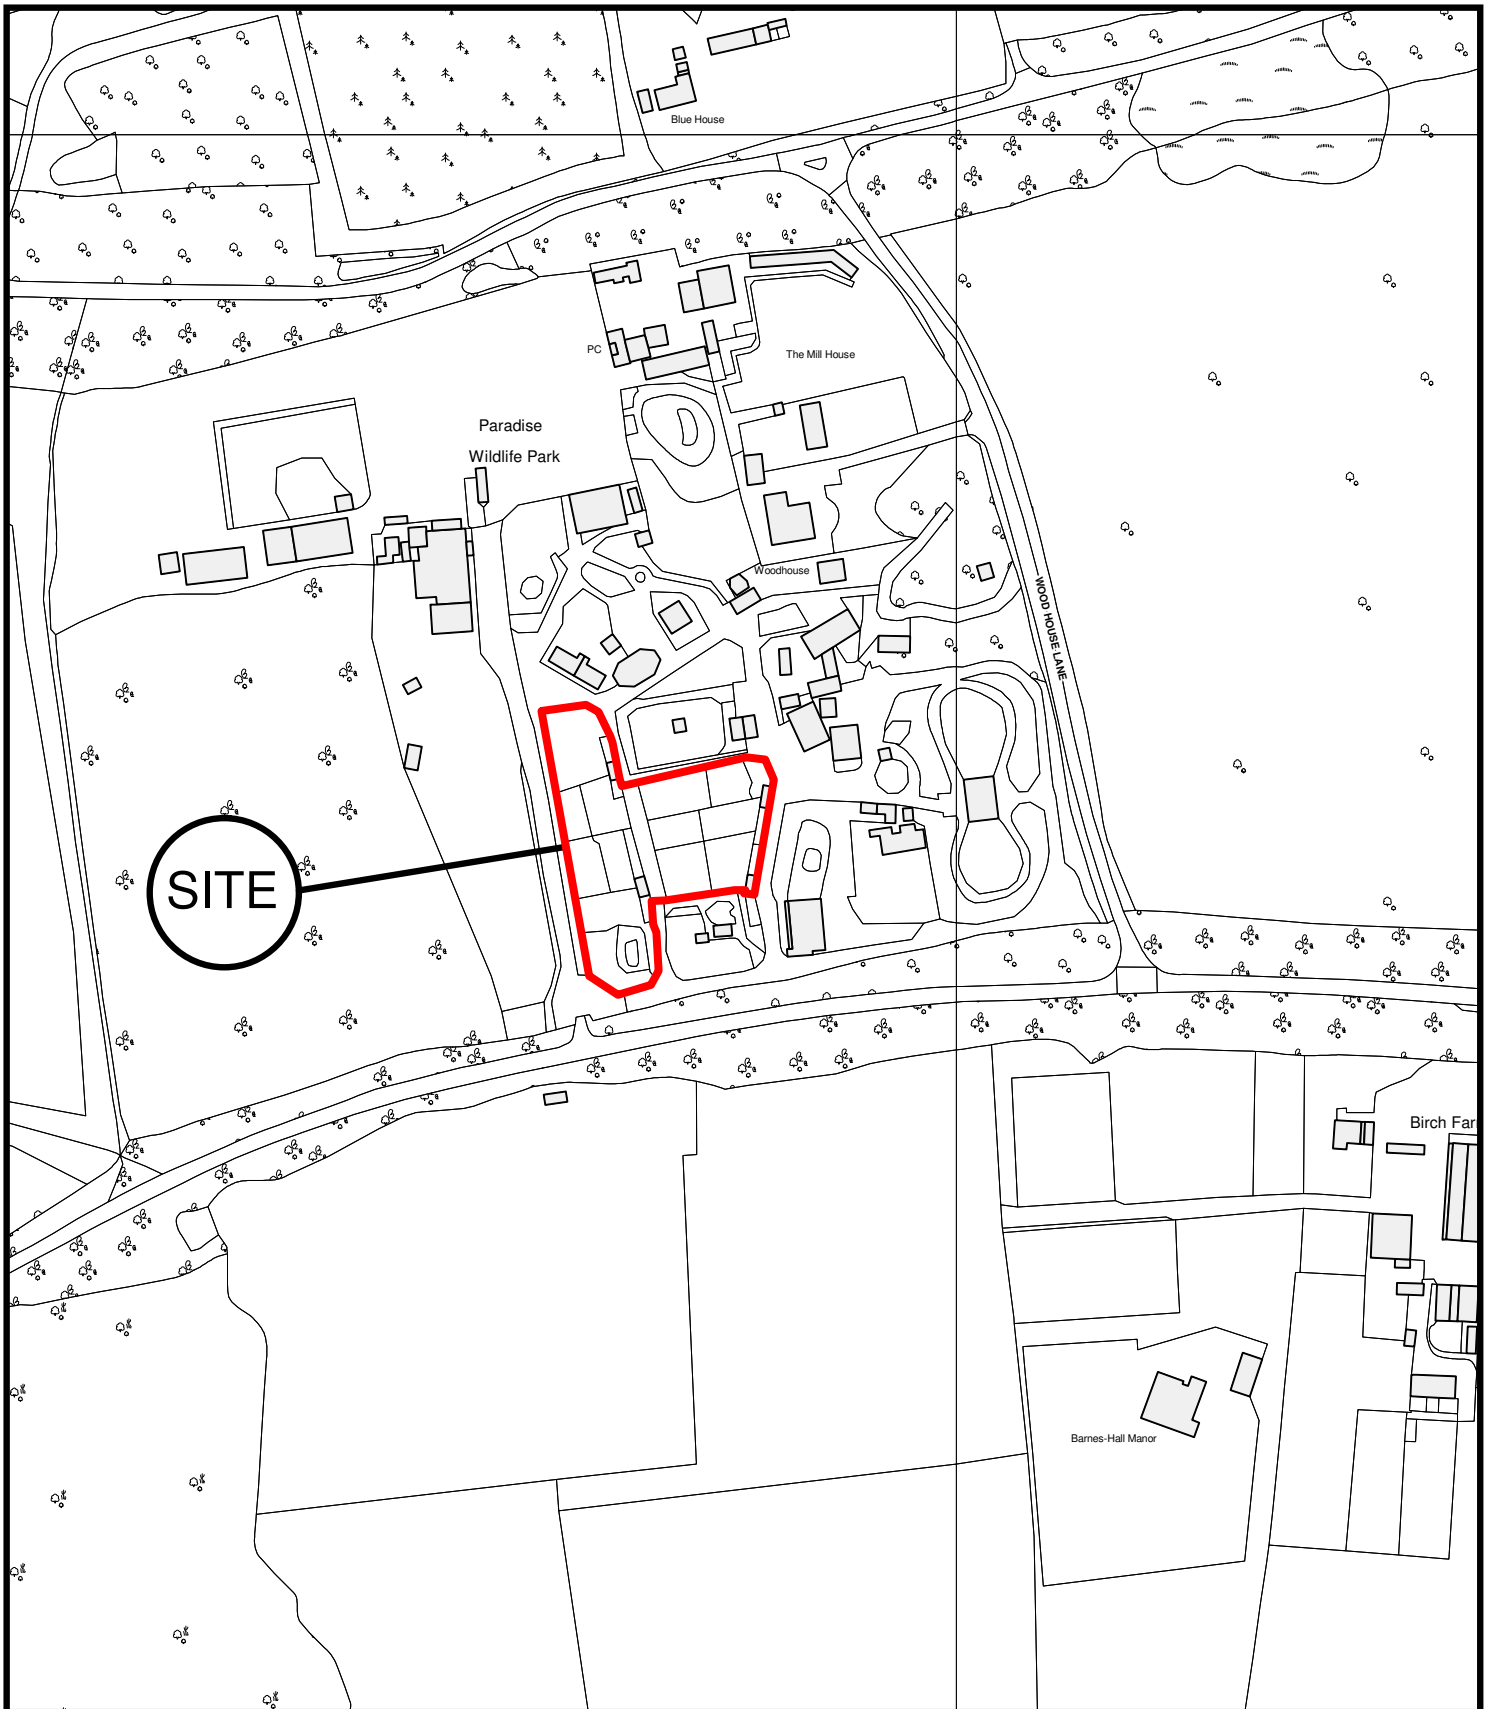 Blue House
The Mill House
PC
Paradise
Wildlife Park
Woodhouse
WOOD HOUSE LANE
SITE
Birch Far
Barnes-Hall Manor